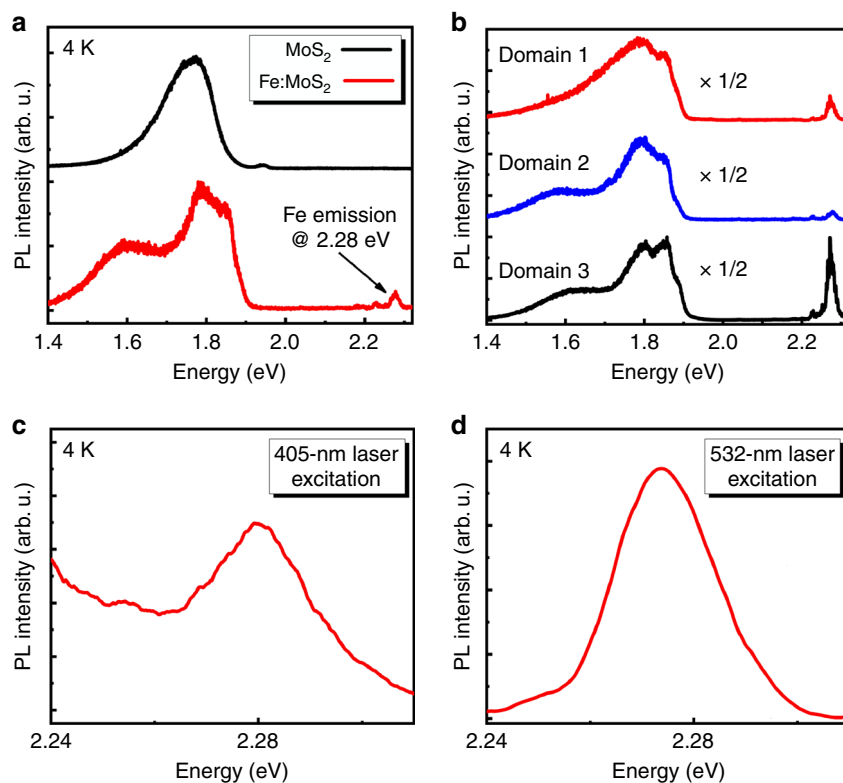 a
4 K
MoS₂
Fe:MoS₂
Fe emission
@ 2.28 eV
PL intensity (arb. u.)
1.4 1.6 1.8 2.0 2.2
Energy (eV)
b
Domain 1
× 1/2
Domain 2
× 1/2
Domain 3
× 1/2
PL intensity (arb. u.)
1.4 1.6 1.8 2.0 2.2
Energy (eV)
c
4 K
405-nm laser
excitation
PL intensity (arb. u.)
2.24 2.28
Energy (eV)
d
4 K
532-nm laser
excitation
PL intensity (arb. u.)
2.24 2.28
Energy (eV)